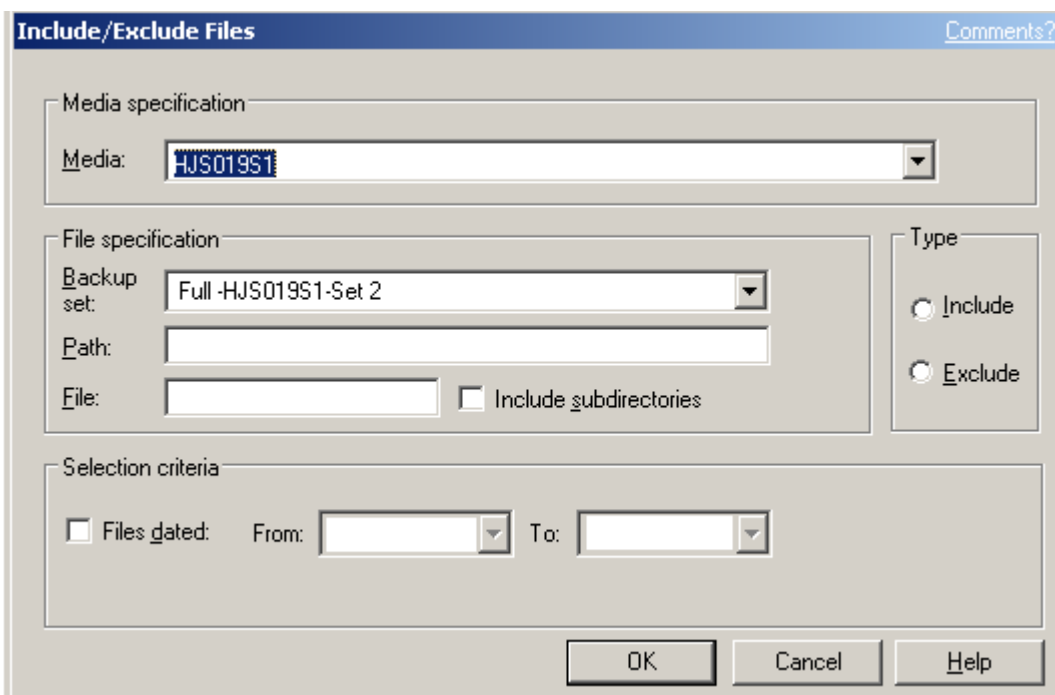 Include/Exclude Files Comments?
Media specification
Media: HJS019S1
File specification
Type
Backup set: Full -HJS019S1-Set 2
Include
Path:
Exclude
File: Include subdirectories
Selection criteria
Files dated: From: To:
OK Cancel Help